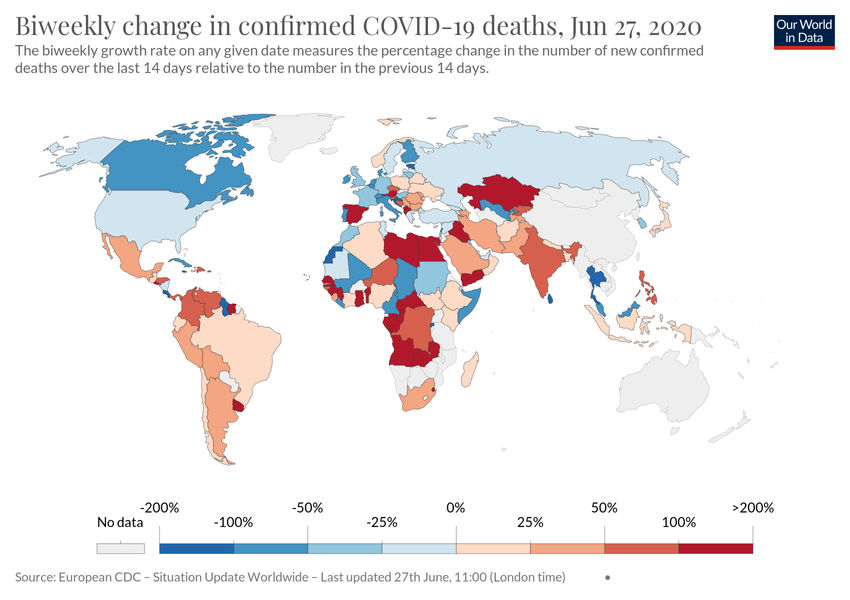 Biweekly change in confirmed COVID-19 deaths, Jun 27, 2020
Our World
in Data
The biweekly growth rate on any given date measures the percentage change in the number of new confirmed
deaths over the last 14 days relative to the number in the previous 14 days.
-200% -50% 0% 50% >200%
No data -100% -25% 25% 100%
Source: European CDC – Situation Update Worldwide – Last updated 27th June, 11:00 (London time) •